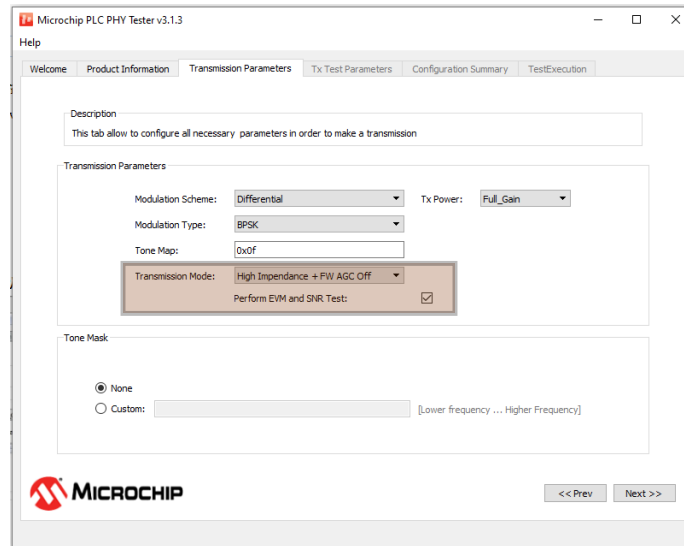 Microchip PLC PHY Tester v3.1.3
Help
Welcome Product Information Transmission Parameters Tx Test Parameters Configuration Summary TestExecution
Description
This tab allow to configure all necessary parameters in order to make a transmission
Transmission Parameters
Modulation Scheme: Differential Tx Power: Full_Gain
Modulation Type: BPSK
Tone Map: 0x0f
Transmission Mode: High Impendance + FW AGC Off
Perform EVM and SNR Test:
Tone Mask
None
Custom: [Lower frequency ... Higher Frequency]
MICROCHIP
<< Prev Next >>